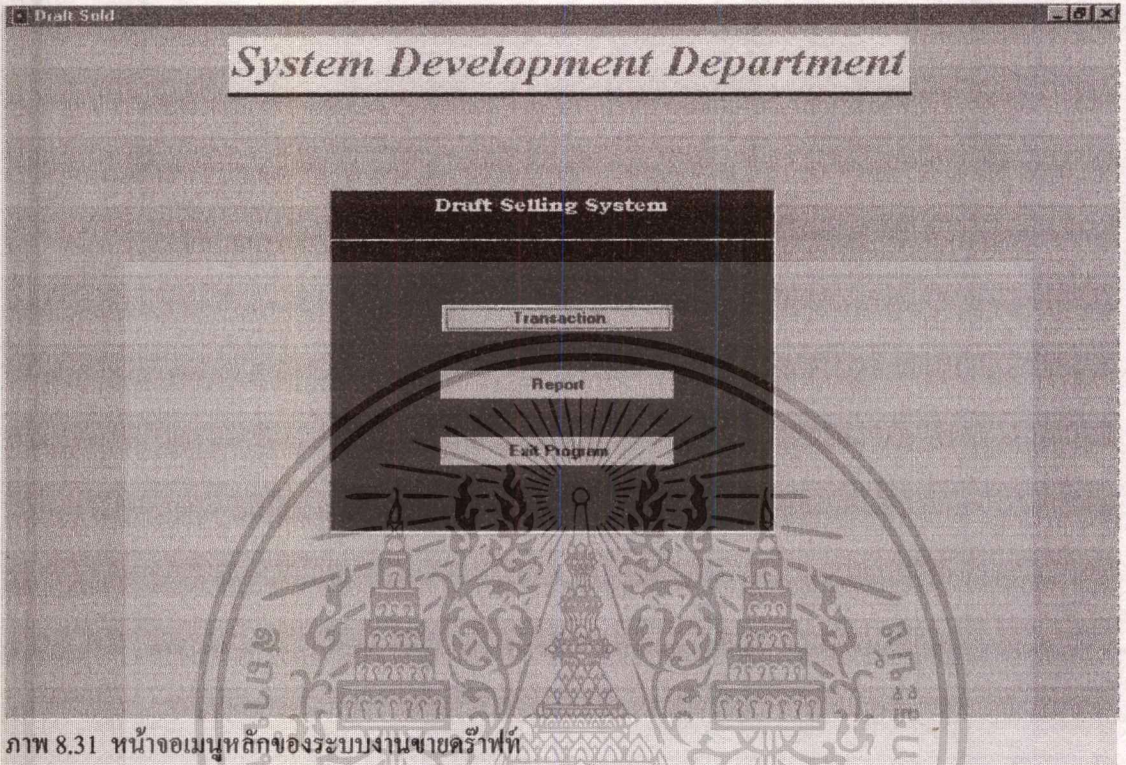 Draft Sold
System Development Department
Draft Selling System
Transaction
Report
Exit Program
ภาพ 8.31 หน้าจอเมนูหลักของระบบงานขายดร๊าฟท์